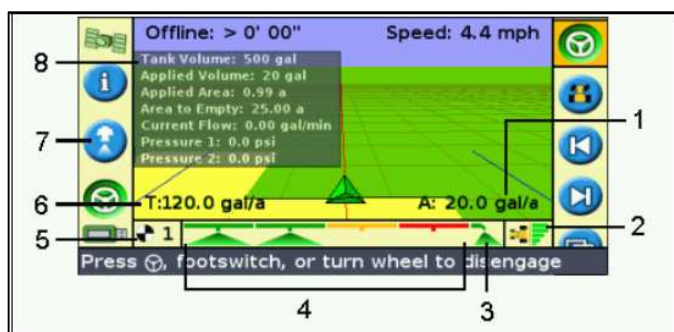 Offline: > 0' 00" Speed: 4.4 mph
8
Tank Volume: 500 gal
Applied Volume: 20 gal
Applied Area: 0.99 a
Area to Empty: 25.00 a
Current Flow: 0.00 gal/min
Pressure 1: 0.0 psi
Pressure 2: 0.0 psi
i
1
7
6
T:120.0 gal/a A: 20.0 gal/a
5
1
2
Press , footswitch, or turn wheel to disengage
4
3